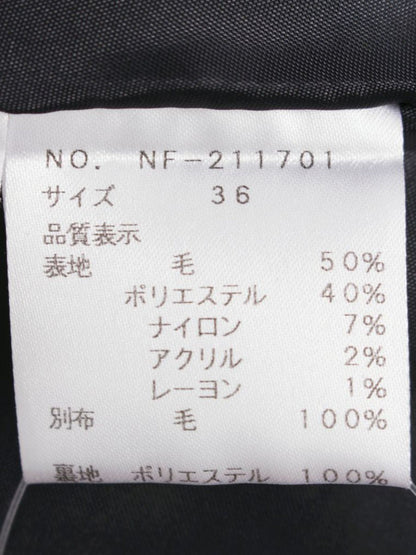 NO. NF-211701
サイズ 36
品質表示
表地 毛 50%
ポリエステル 40%
ナイロン 7%
アクリル 2%
レーヨン 1%
別布 毛 100%
裏地 ポリエステル 100%